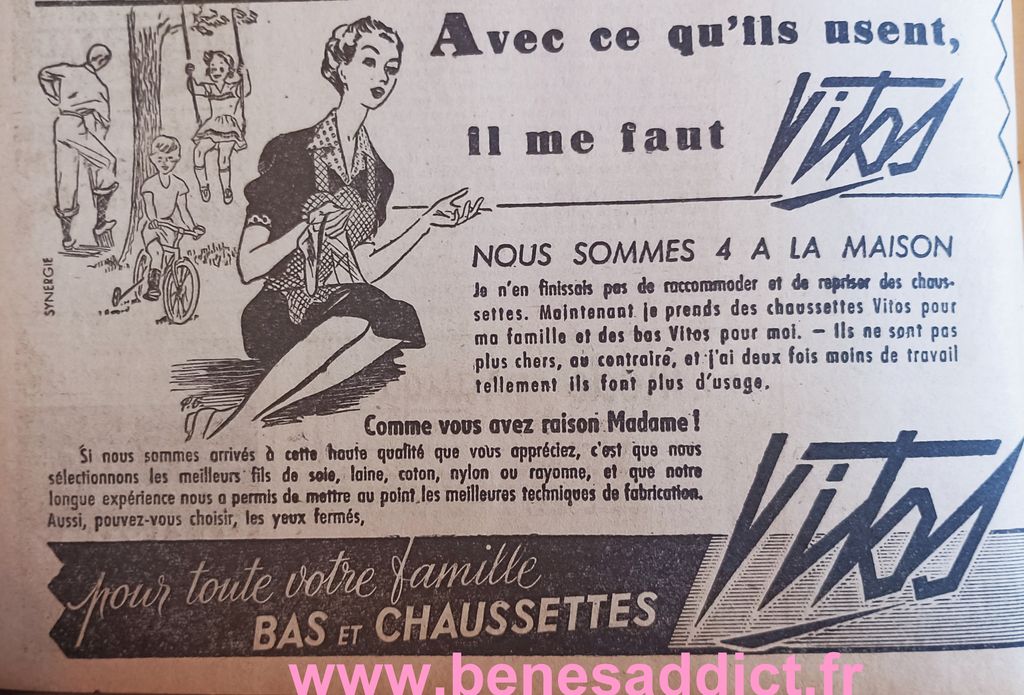 Avec ce qu'ils usent,
il me faut Vitos
SYNERGIE
NOUS SOMMES 4 A LA MAISON
Je n'en finissais pas de raccommoder et de repriser des chaus-
settes. Maintenant je prends des chaussettes Vitos pour
ma famille et des bas Vitos pour moi. — Ils ne sont pas
plus chers, au contraire, et j'ai deux fois moins de travail
tellement ils font plus d'usage.
P.G
Comme vous avez raison Madame !
Si nous sommes arrivés à cette haute qualité que vous appréciez, c'est que nous
sélectionnons les meilleurs fils de soie, laine, coton, nylon ou rayonne, et que notre
longue expérience nous a permis de mettre au point les meilleures techniques de fabrication.
Aussi, pouvez-vous choisir, les yeux fermés,
pour toute votre famille
BAS ET CHAUSSETTES
Vitos
www.benesaddict.fr